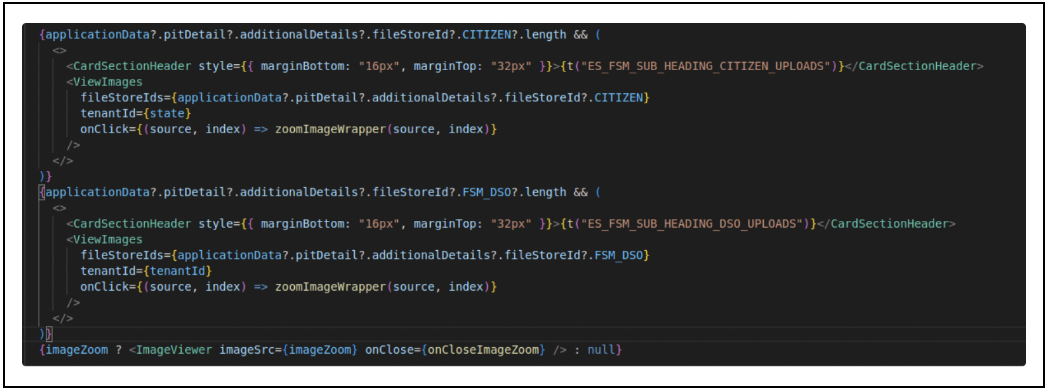 {applicationData?.pitDetail?.additionalDetails?.fileStoreId?.CITIZEN?.length && (
<>
<CardSectionHeader style={{ marginBottom: "16px", marginTop: "32px" }}>{t("ES_FSM_SUB_HEADING_CITIZEN_UPLOADS")}</CardSectionHeader>
<ViewImages
fileStoreIds={applicationData?.pitDetail?.additionalDetails?.fileStoreId?.CITIZEN}
tenantId={state}
onClick={(source, index) => zoomImageWrapper(source, index)}
/>
</>
)}
{applicationData?.pitDetail?.additionalDetails?.fileStoreId?.FSM_DSO?.length && (
<>
<CardSectionHeader style={{ marginBottom: "16px", marginTop: "32px" }}>{t("ES_FSM_SUB_HEADING_DSO_UPLOADS")}</CardSectionHeader>
<ViewImages
fileStoreIds={applicationData?.pitDetail?.additionalDetails?.fileStoreId?.FSM_DSO}
tenantId={tenantId}
onClick={(source, index) => zoomImageWrapper(source, index)}
/>
</>
)}
{imageZoom ? <ImageViewer imageSrc={imageZoom} onClose={onCloseImageZoom} /> : null}